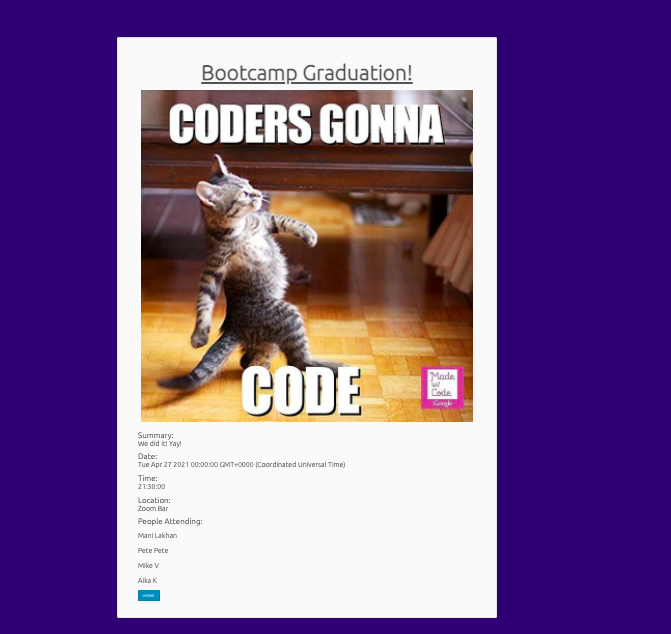 Bootcamp Graduation!
CODERS GONNA
CODE
Made
w/
Code
Google
Summary:
We did it! Yay!
Date:
Tue Apr 27 2021 00:00:00 GMT+0000 (Coordinated Universal Time)
Time:
21:30:00
Location:
Zoom Bar
People Attending:
Mani Lakhan
Pete Pete
Mike V
Aika K
HOME